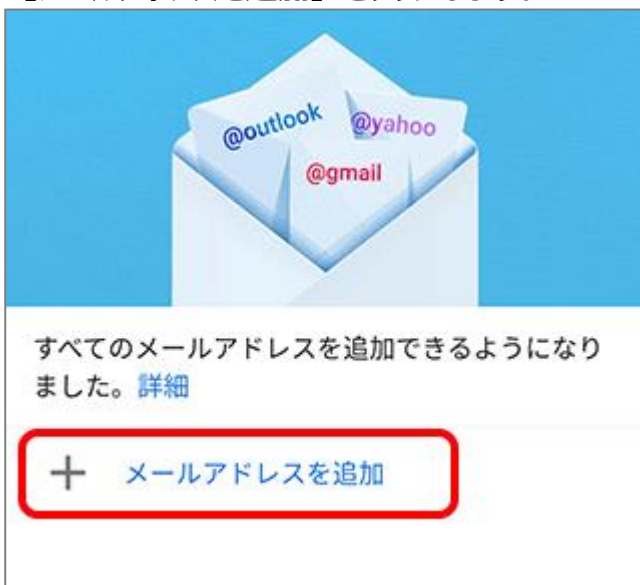 @outlook
@yahoo
@gmail
すべてのメールアドレスを追加できるようになり
ました。詳細
+ メールアドレスを追加